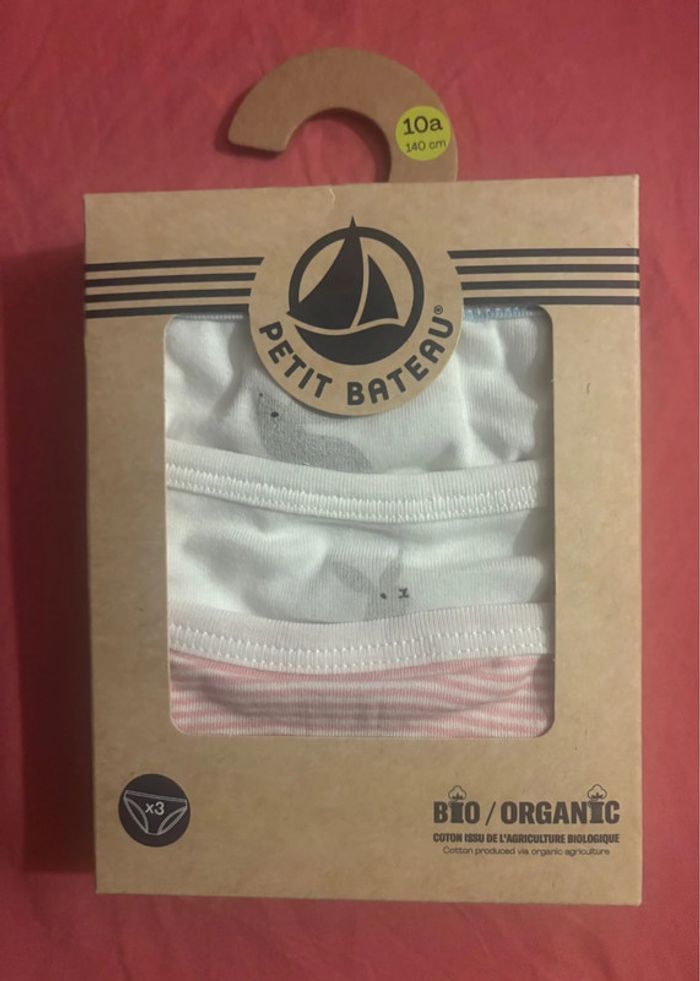 10a
140 cm
PETIT BATEAU®
x3
BIO / ORGANIC
COTON ISSU DE L'AGRICULTURE BIOLOGIQUE
Cotton produced via organic agriculture